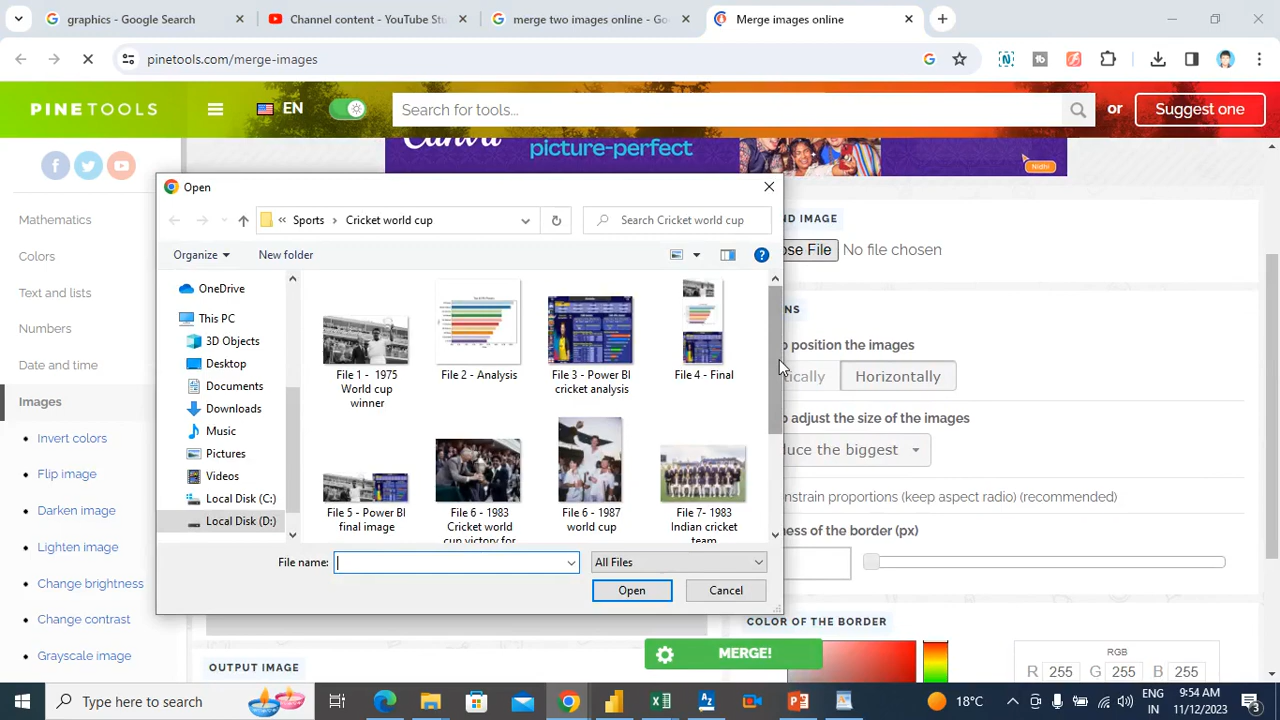 graphics - Google Search
Channel content - YouTube Stu
merge two images online - Go
Merge images online
pinetools.com/merge-images
PINETOOLS
EN
Search for tools...
or
Suggest one
picture-perfect
Nidhi
Mathematics
Colors
Text and lists
Numbers
Date and time
Images
Invert colors
Flip image
Darken image
Lighten image
Change brightness
Change contrast
Grayscale image
Open
Sports
Cricket world cup
Search Cricket world cup
Organize
New folder
OneDrive
This PC
3D Objects
Desktop
Documents
Downloads
Music
Pictures
Videos
Local Disk (C:)
Local Disk (D:)
File 1 - 1975
World cup
winner
File 2 - Analysis
File 3 - Power BI
cricket analysis
File 4 - Final
File 5 - Power BI
final image
File 6 - 1983
Cricket world
cup victory for
File 6 - 1987
world cup
File 7- 1983
Indian cricket
team
File name:
All Files
Open
Cancel
ND IMAGE
ose File No file chosen
NS
position the images
ically
Horizontally
o adjust the size of the images
duce the biggest
nstrain proportions (keep aspect radio) (recommended)
ness of the border (px)
COLOR OF THE BORDER
RGB
R 255 G 255 B 255
OUTPUT IMAGE
MERGE!
Type here to search
18°C
ENG
IN
9:54 AM
11/12/2023
3